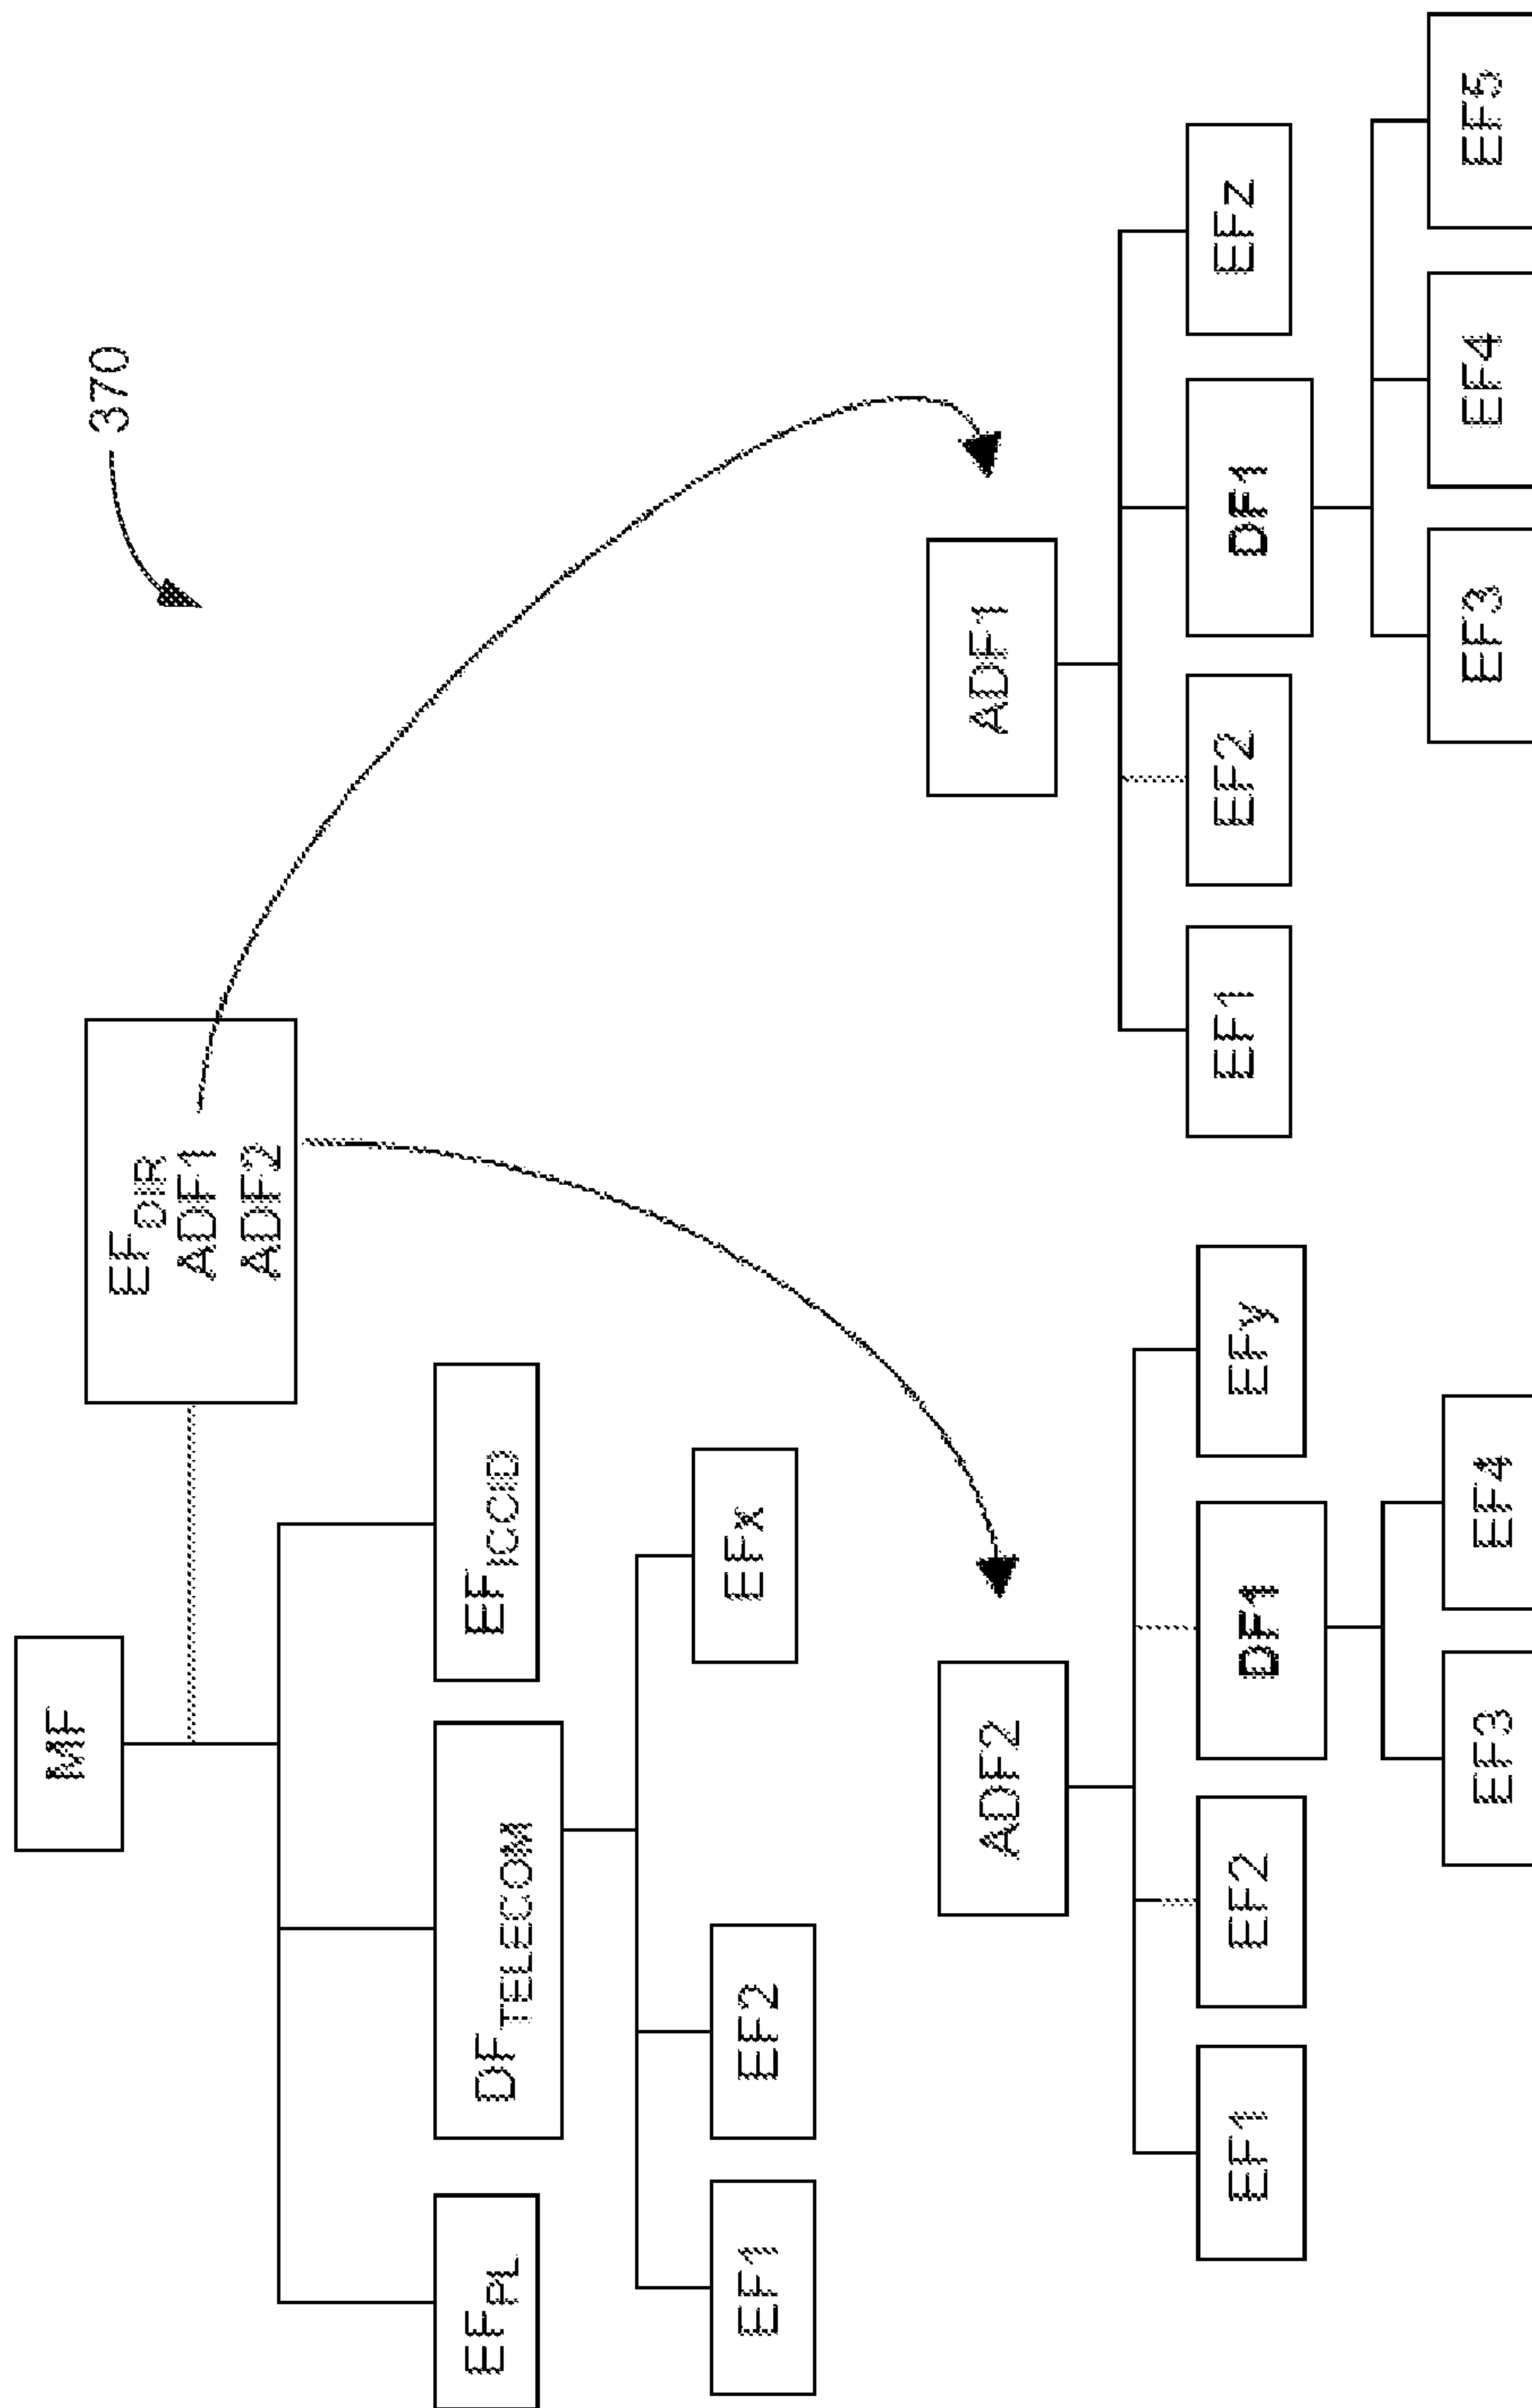 370
MF
EF_DIR
ADF1
ADF2
EF_PL
DF_TELECOM
EF_ICCID
EF1
EF2
EFx
ADF2
EF1
EF2
DF1
EFy
EF3
EF4
ADF1
EF1
EF2
DF1
EFz
EF3
EF4
EF5